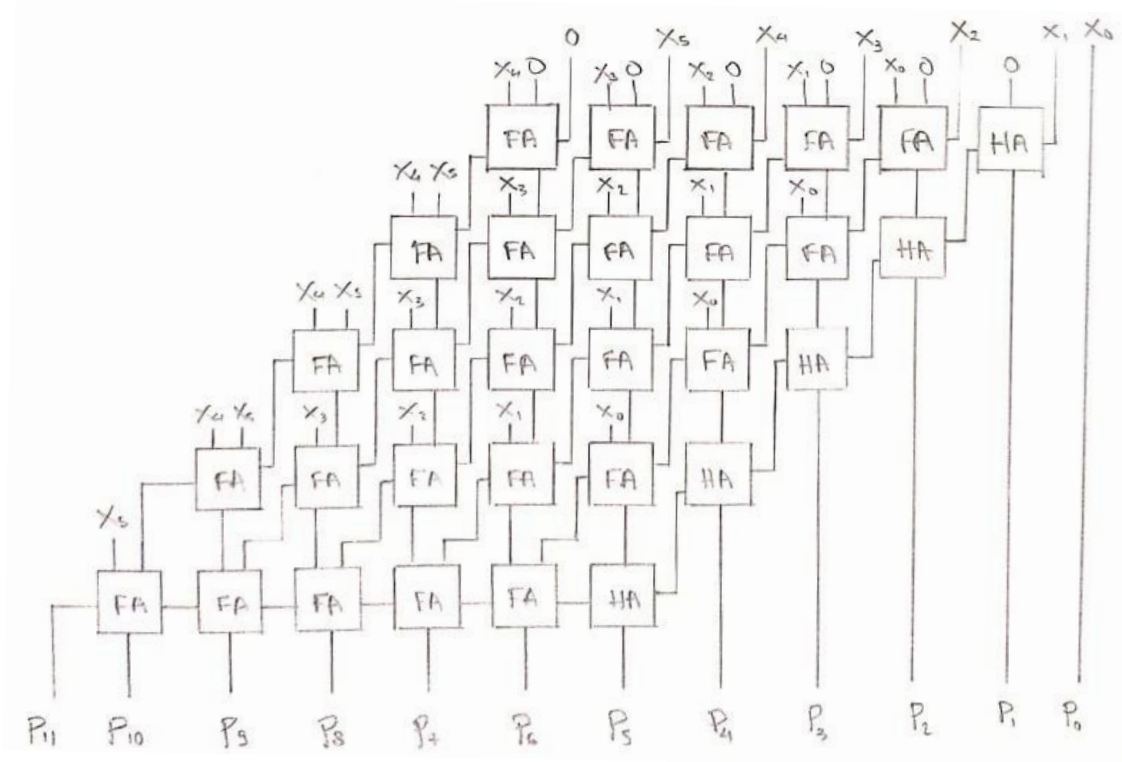 0 X₅ X₄ X₃ X₂ X₁ X₀
X₄ 0 X₃ 0 X₂ 0 X₁ 0 X₀ 0 0
FA FA FA FA FA HA
X₄ X₅ X₃ X₂ X₁ X₀
FA FA FA FA FA HA
X₄ X₅ X₃ X₂ X₁ X₀
FA FA FA FA FA HA
X₄ X₅ X₃ X₂ X₁ X₀
FA FA FA FA FA HA
X₅
FA FA FA FA FA HA
P₁₁ P₁₀ P₉ P₈ P₇ P₆ P₅ P₄ P₃ P₂ P₁ P₀